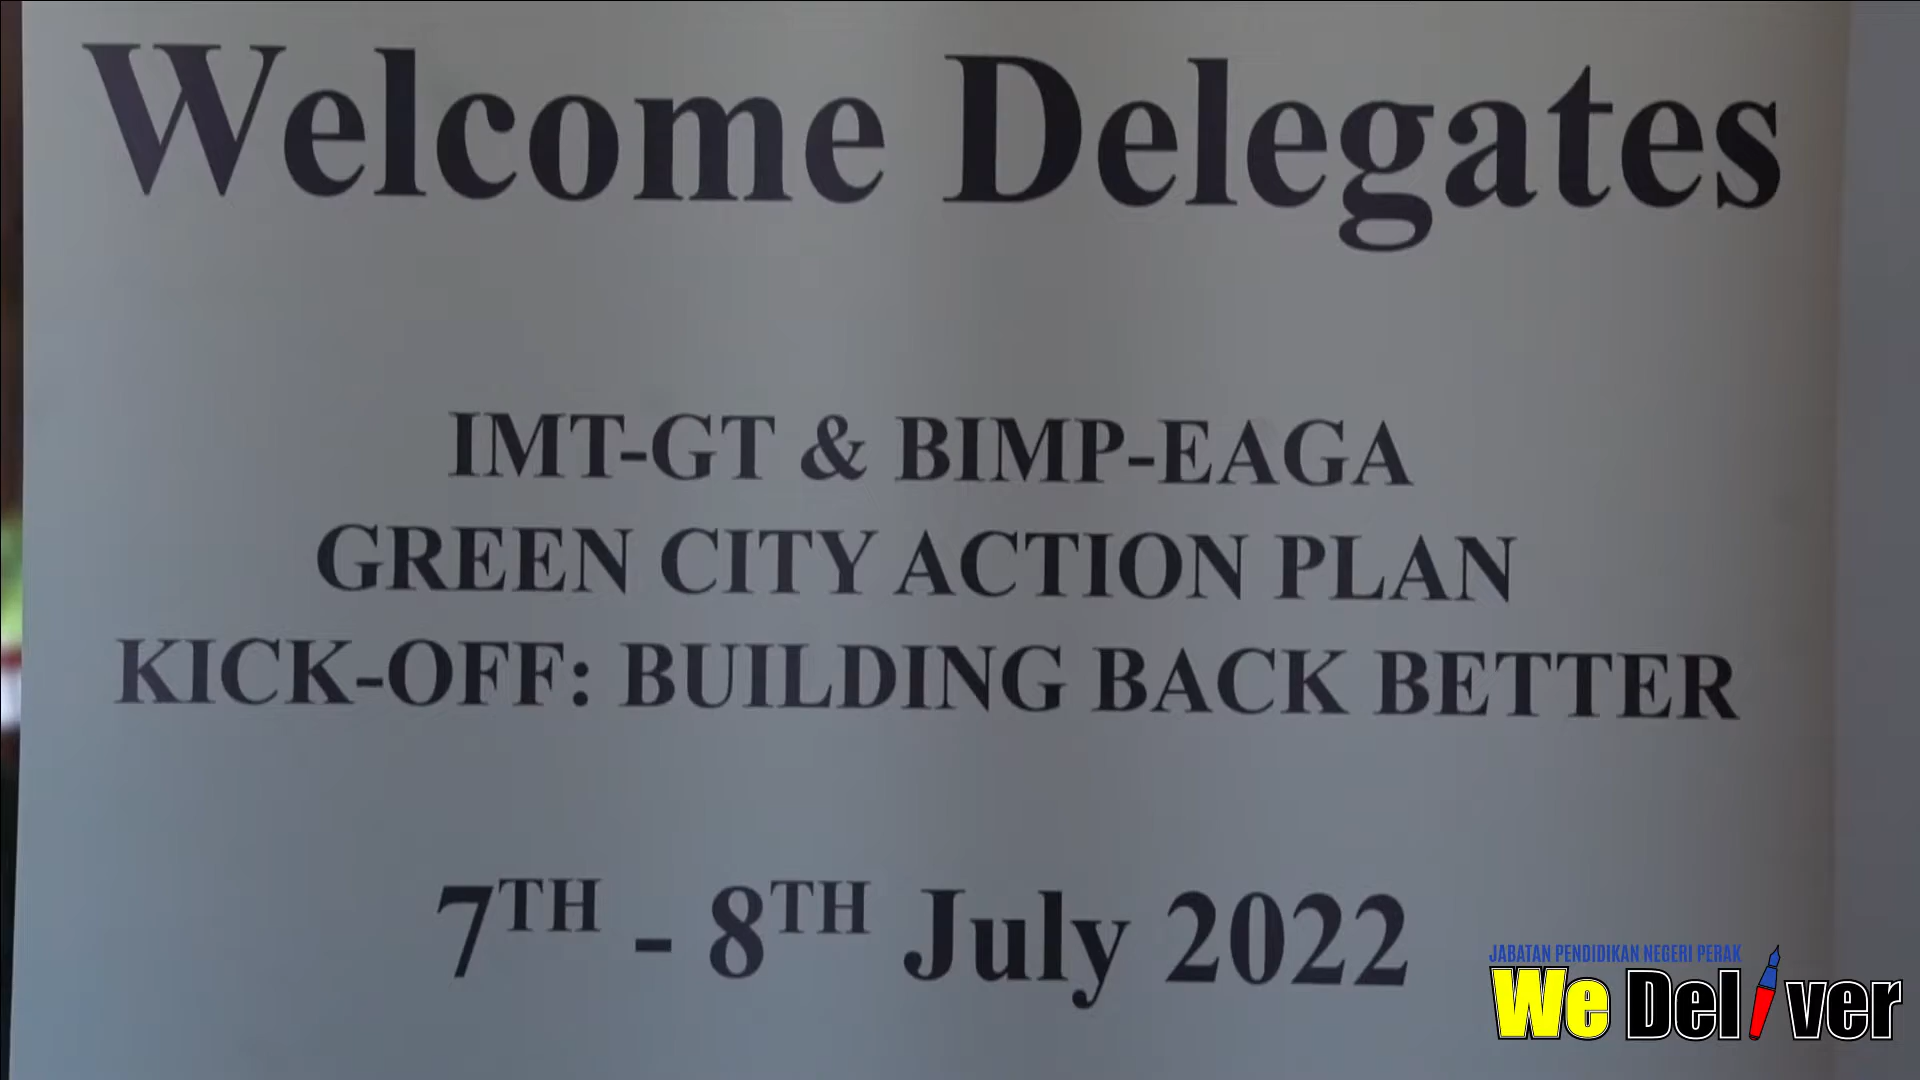 Welcome Delegates
IMT-GT & BIMP-EAGA
GREEN CITY ACTION PLAN
KICK-OFF: BUILDING BACK BETTER
7TH - 8TH July 2022
JABATAN PENDIDIKAN NEGERI PERAK
We Deliver